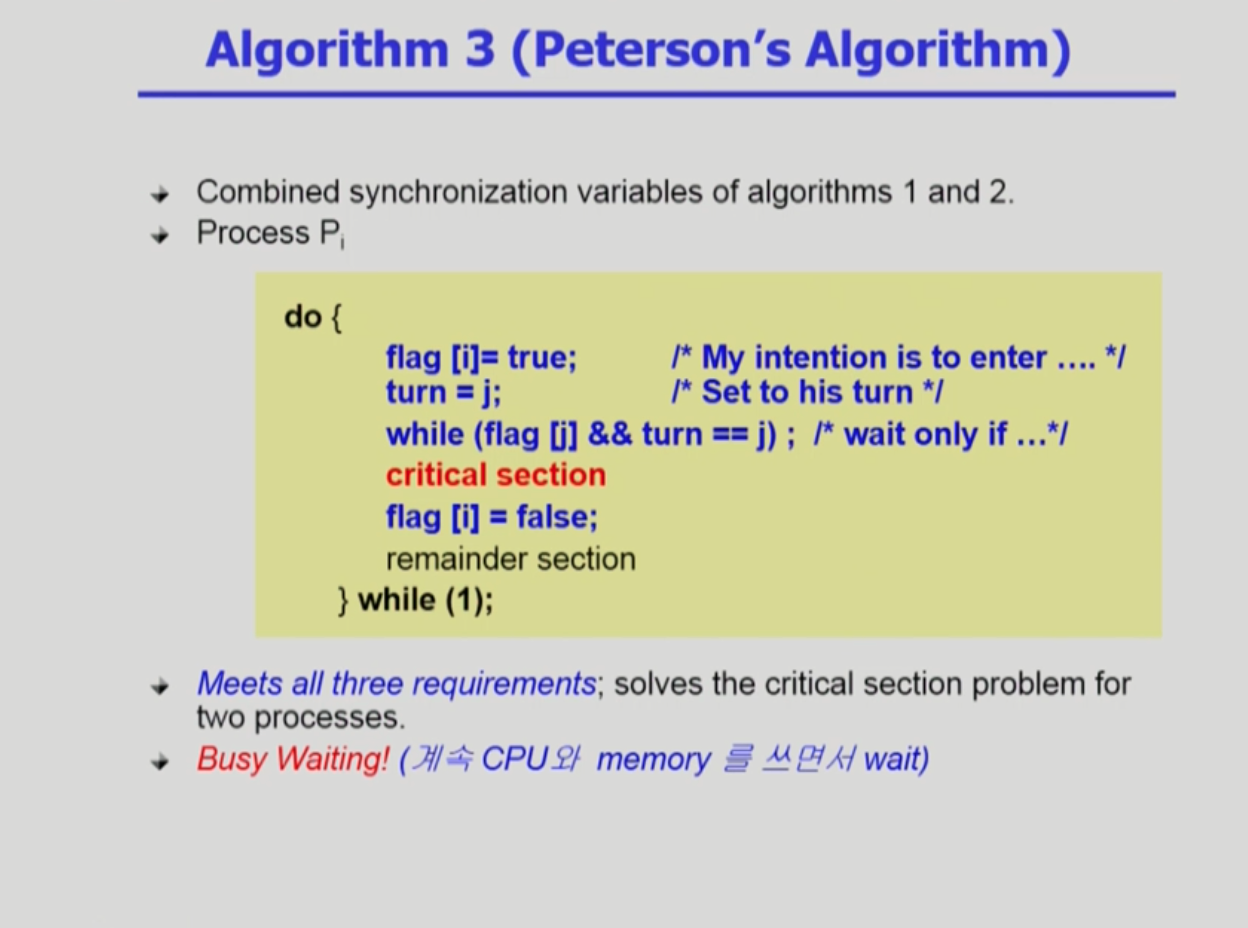 Algorithm 3 (Peterson's Algorithm)
Combined synchronization variables of algorithms 1 and 2.
Process Pi
do {
flag [i]= true; /* My intention is to enter .... */
turn = j; /* Set to his turn */
while (flag [j] && turn == j) ; /* wait only if ...*/
critical section
flag [i] = false;
remainder section
} while (1);
Meets all three requirements; solves the critical section problem for
two processes.
Busy Waiting! (계속 CPU와 memory 를 쓰면서 wait)